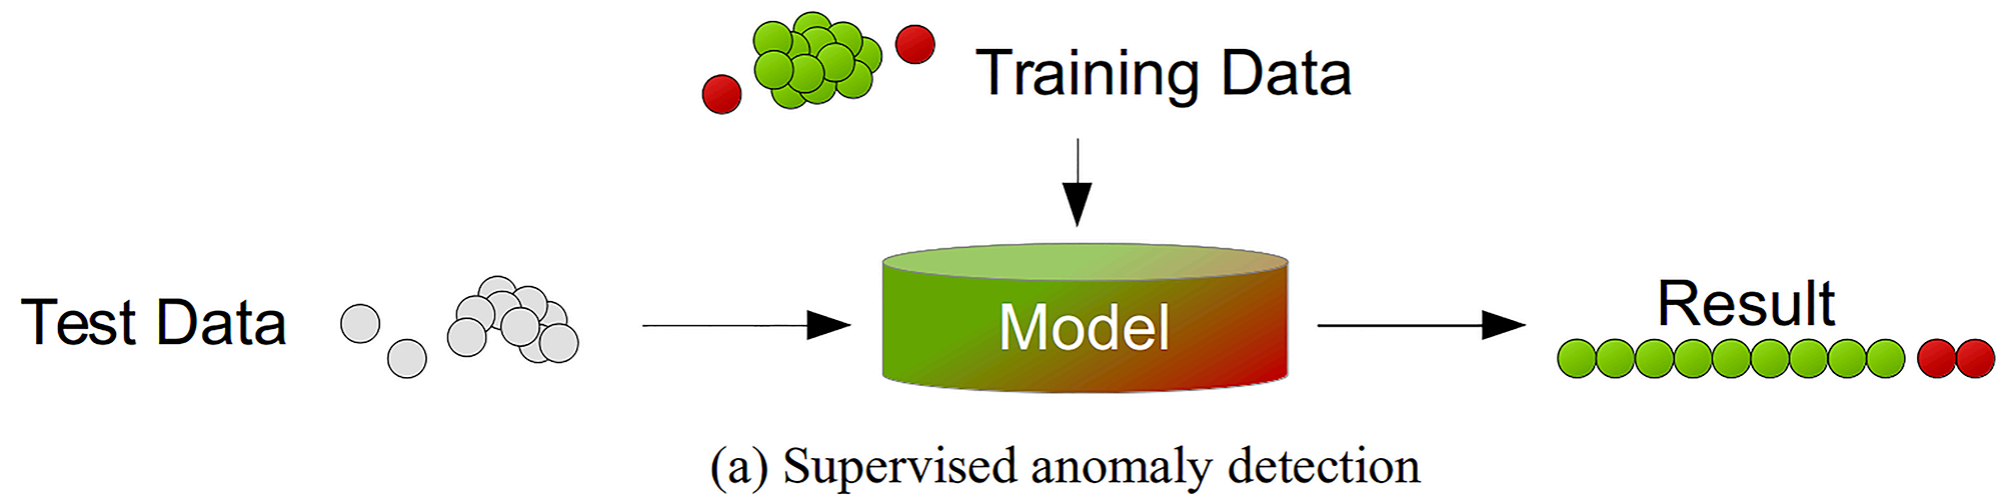 Training Data
Test Data
Model
Result
(a) Supervised anomaly detection